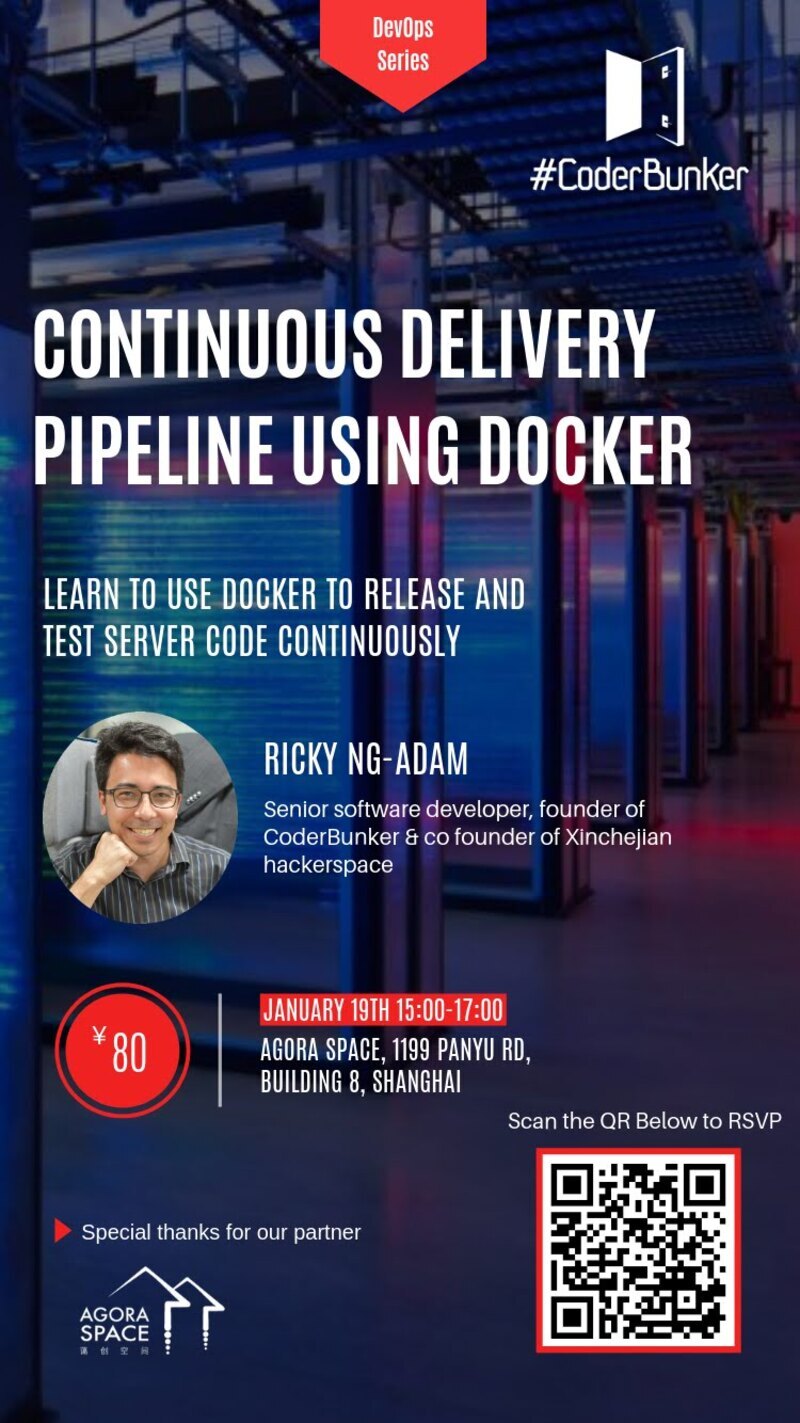 DevOps
Series
#CoderBunker
CONTINUOUS DELIVERY
PIPELINE USING DOCKER
LEARN TO USE DOCKER TO RELEASE AND
TEST SERVER CODE CONTINUOUSLY
RICKY NG-ADAM
Senior software developer, founder of
CoderBunker & co founder of Xinchejian
hackerspace
¥80
JANUARY 19TH 15:00-17:00
AGORA SPACE, 1199 PANYU RD,
BUILDING 8, SHANGHAI
Scan the QR Below to RSVP
Special thanks for our partner
AGORA
SPACE
创 空 间